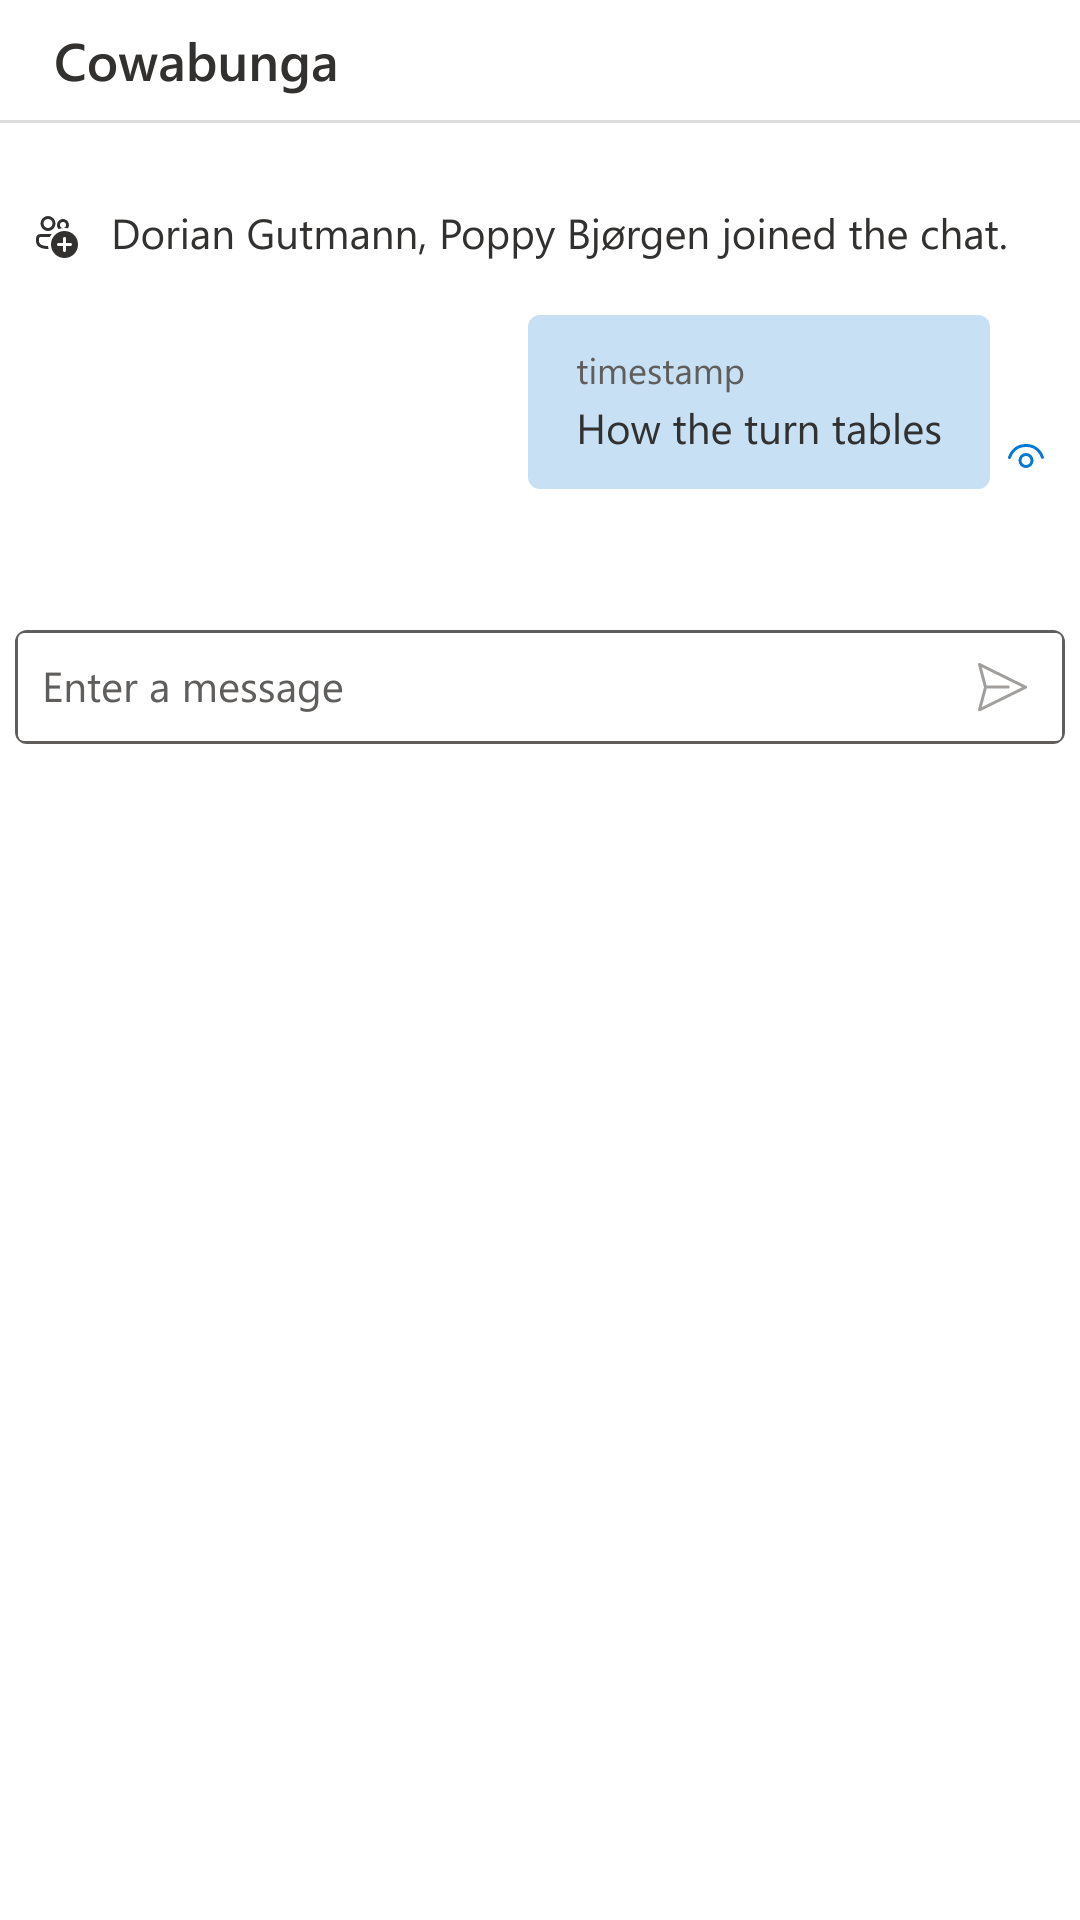 Cowabunga
Dorian Gutmann, Poppy Bjørgen joined the chat.
timestamp
How the turn tables
Enter a message